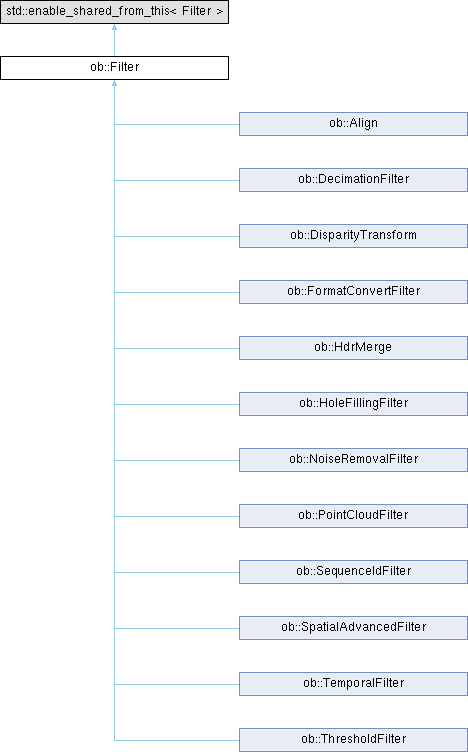 std::enable_shared_from_this< Filter >
ob::Filter
ob::Align
ob::DecimationFilter
ob::DisparityTransform
ob::FormatConvertFilter
ob::HdrMerge
ob::HoleFillingFilter
ob::NoiseRemovalFilter
ob::PointCloudFilter
ob::SequenceIdFilter
ob::SpatialAdvancedFilter
ob::TemporalFilter
ob::ThresholdFilter